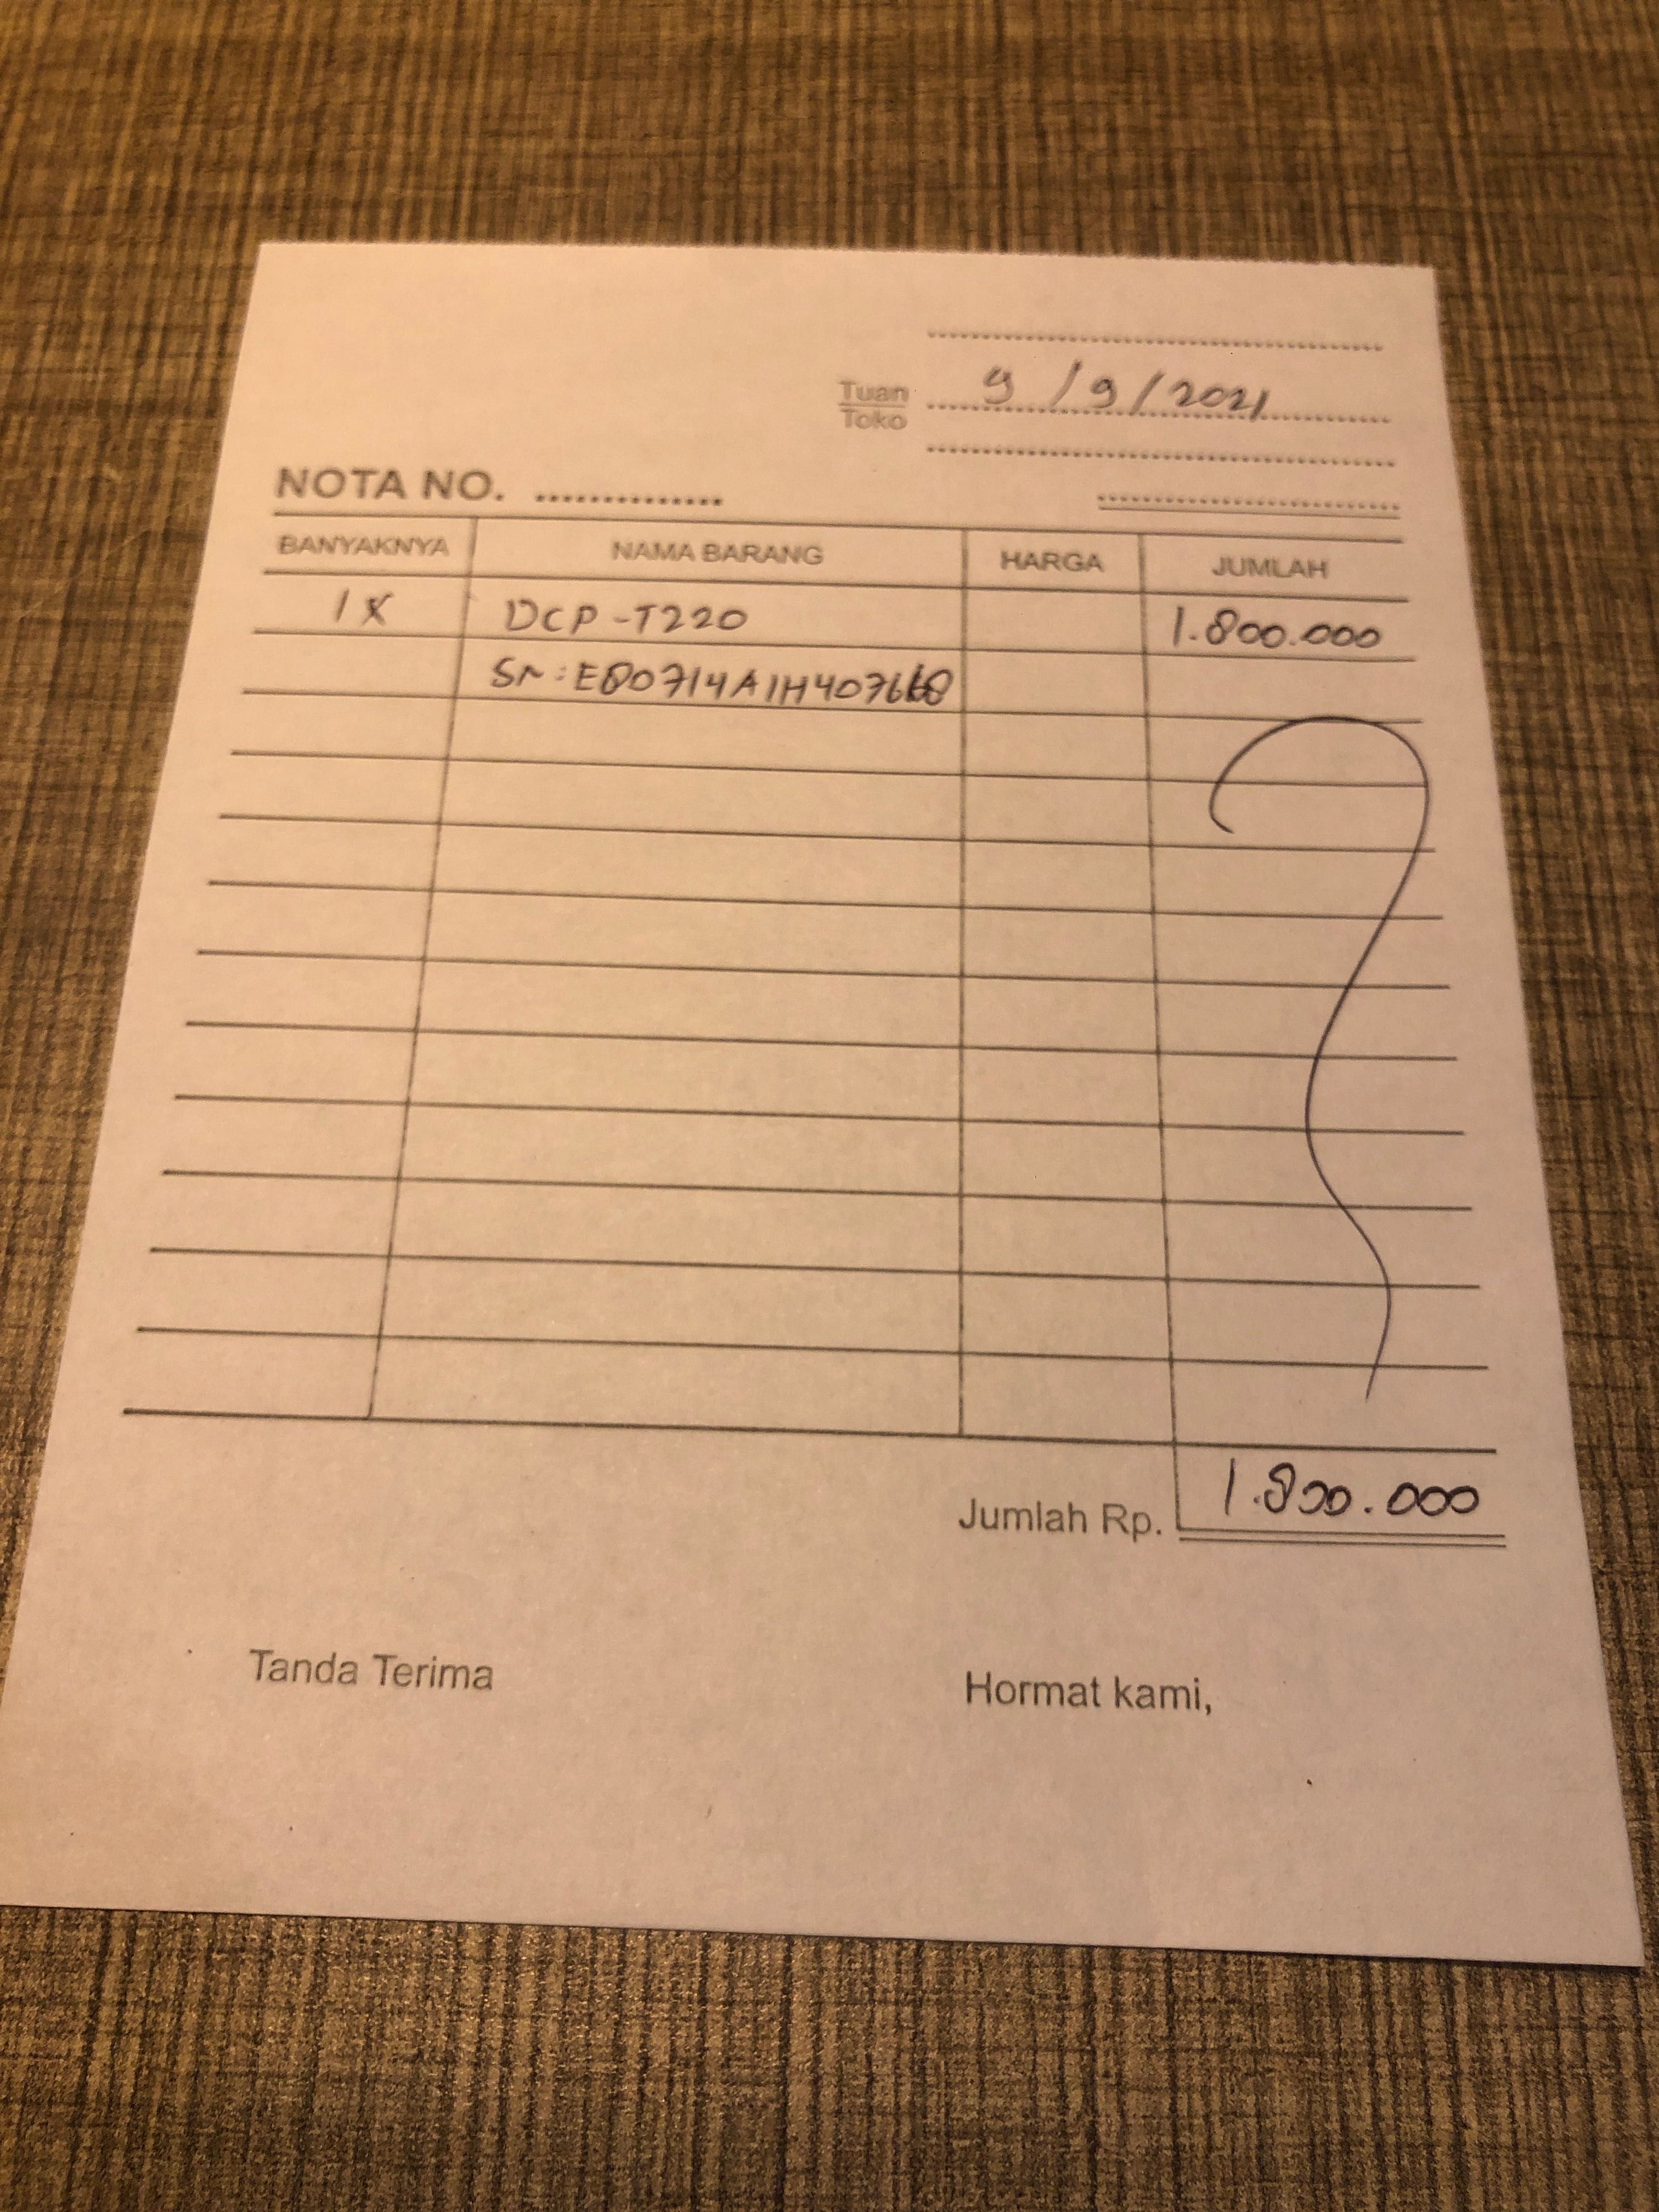 Tuan
Toko
9/9/2021
NOTA NO. ..............
BANYAKNYA NAMA BARANG HARGA JUMLAH
1x DCP-T220 1.800.000
SN:
Jumlah Rp. 1.800.000
Tanda Terima Hormat kami,